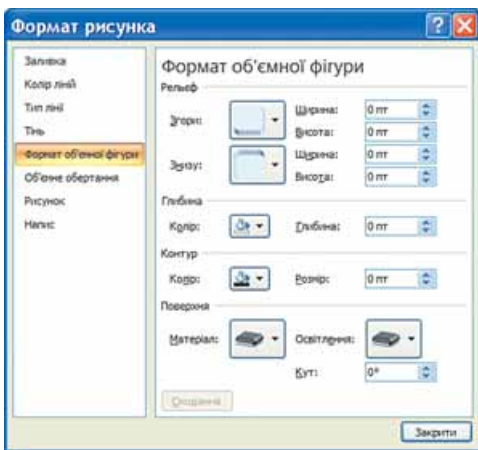 Формат рисунка
Заливка
Колір ліній
Тип лінії
Тінь
Формат об'ємної фігури
Об'ємне обертання
Рисунок
Напис
Формат об'ємної фігури
Рельєф
Згори:
Ширина: 0 пт
Висота: 0 пт
Знизу:
Ширина: 0 пт
Висота: 0 пт
Глибина
Колір: Глибина: 0 пт
Контур
Колір: Розмір: 0 пт
Поверхня
Матеріал: Освітлення:
Кут: 0°
Скидання
Закрити